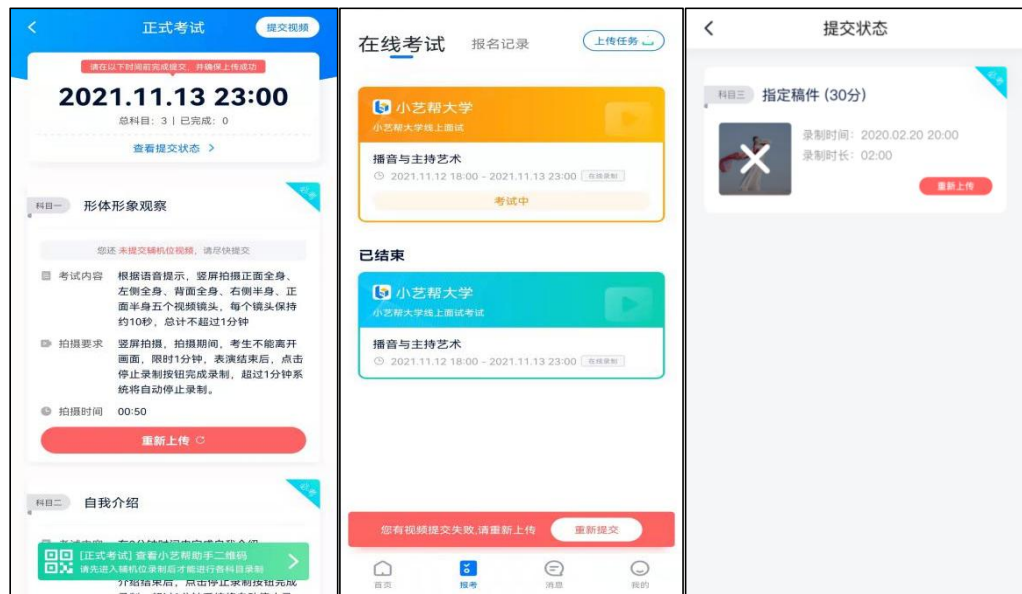 正式考试
提交视频
请在以下时间前完成提交，并确保上传成功
2021.11.13 23:00
总科目：3 | 已完成：0
查看提交状态 >
科目一 形体形象观察
必考
您还 未提交辅机位视频，请尽快提交
考试内容 根据语音提示，竖屏拍摄正面全身、
左侧全身、背面全身、右侧半身、正
面半身五个视频镜头，每个镜头保持
约10秒，总计不超过1分钟
拍摄要求 竖屏拍摄，拍摄期间，考生不能离开
画面，限时1分钟，表演结束后，点击
停止录制按钮完成录制，超过1分钟系
统将自动停止录制。
拍摄时间 00:50
重新上传
科目二 自我介绍
必考
[正式考试] 查看小艺帮助手二维码
请先进入辅机位录制后才能进行各科目录制
介绍结束后，点击停止录制按钮完成
在线考试 报名记录
上传任务
小艺帮大学
小艺帮大学线上面试
播音与主持艺术
2021.11.12 18:00 - 2021.11.13 23:00 在线录制
考试中
已结束
小艺帮大学
小艺帮大学线上面试考试
播音与主持艺术
2021.11.12 18:00 - 2021.11.13 23:00 在线录制
您有视频提交失败,请重新上传
重新提交
首页 报考 消息 我的
提交状态
科目三 指定稿件 (30分)
必考
录制时间：2020.02.20 20:00
录制时长：02:00
重新上传